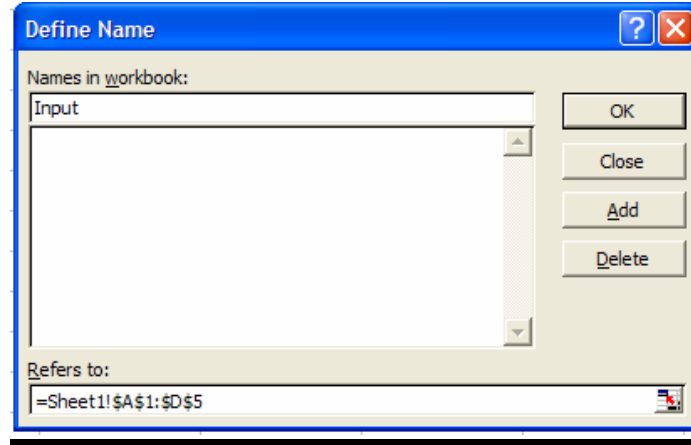 Define Name
Names in workbook:
Input
OK
Close
Add
Delete
Refers to:
=Sheet1!$A$1:$D$5